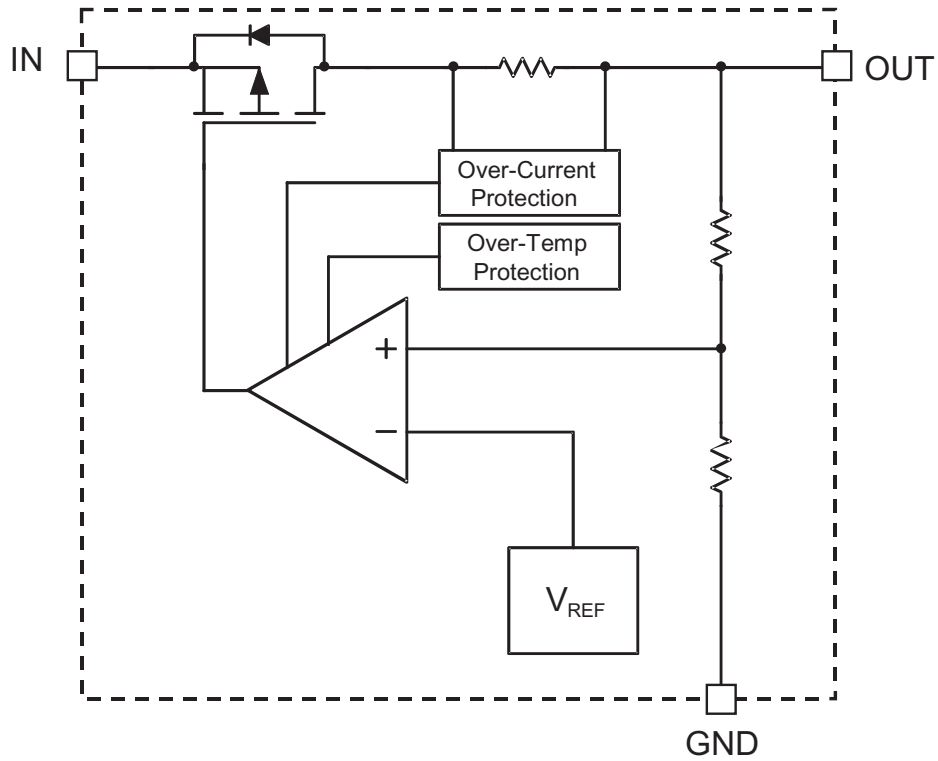 IN
OUT
Over-Current
Protection
Over-Temp
Protection
+
−
VREF
GND